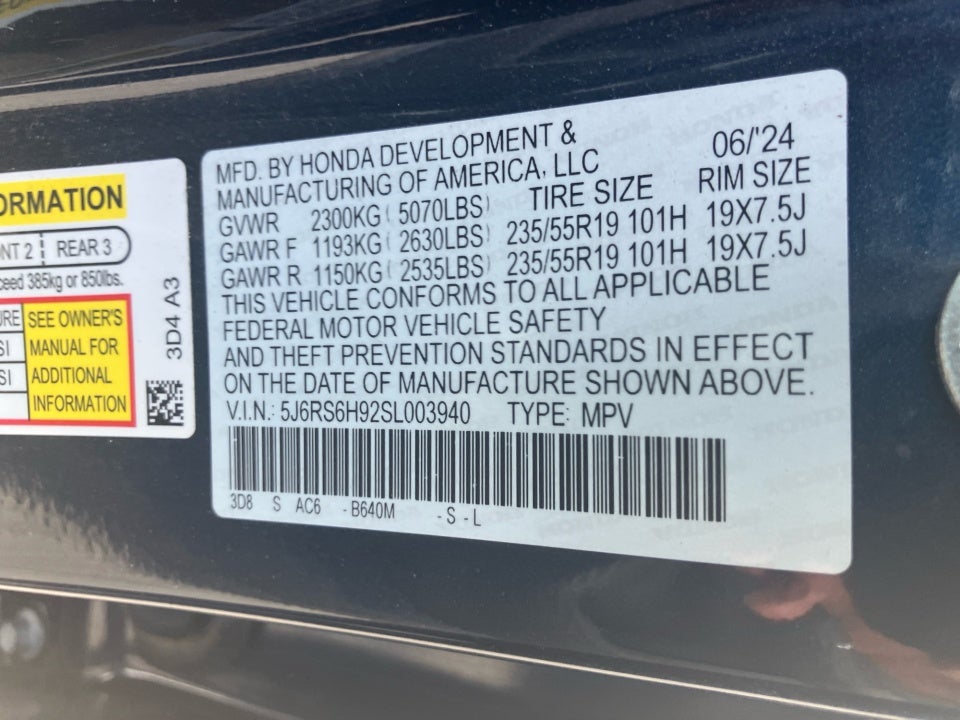 ORMATION
NT 2 REAR 3
ceed 385kg or 850lbs.
URE SEE OWNER'S
SI MANUAL FOR
SI ADDITIONAL
INFORMATION
3D4 A3
MFD. BY HONDA DEVELOPMENT & 06/'24
MANUFACTURING OF AMERICA, LLC
GVWR 2300KG ( 5070LBS) TIRE SIZE RIM SIZE
GAWR F 1193KG ( 2630LBS) 235/55R19 101H 19X7.5J
GAWR R 1150KG ( 2535LBS) 235/55R19 101H 19X7.5J
THIS VEHICLE CONFORMS TO ALL APPLICABLE
FEDERAL MOTOR VEHICLE SAFETY
AND THEFT PREVENTION STANDARDS IN EFFECT
ON THE DATE OF MANUFACTURE SHOWN ABOVE.
V.I.N.: 5J6RS6H92SL003940 TYPE: MPV
3D8 S AC6 -B640M -S -L